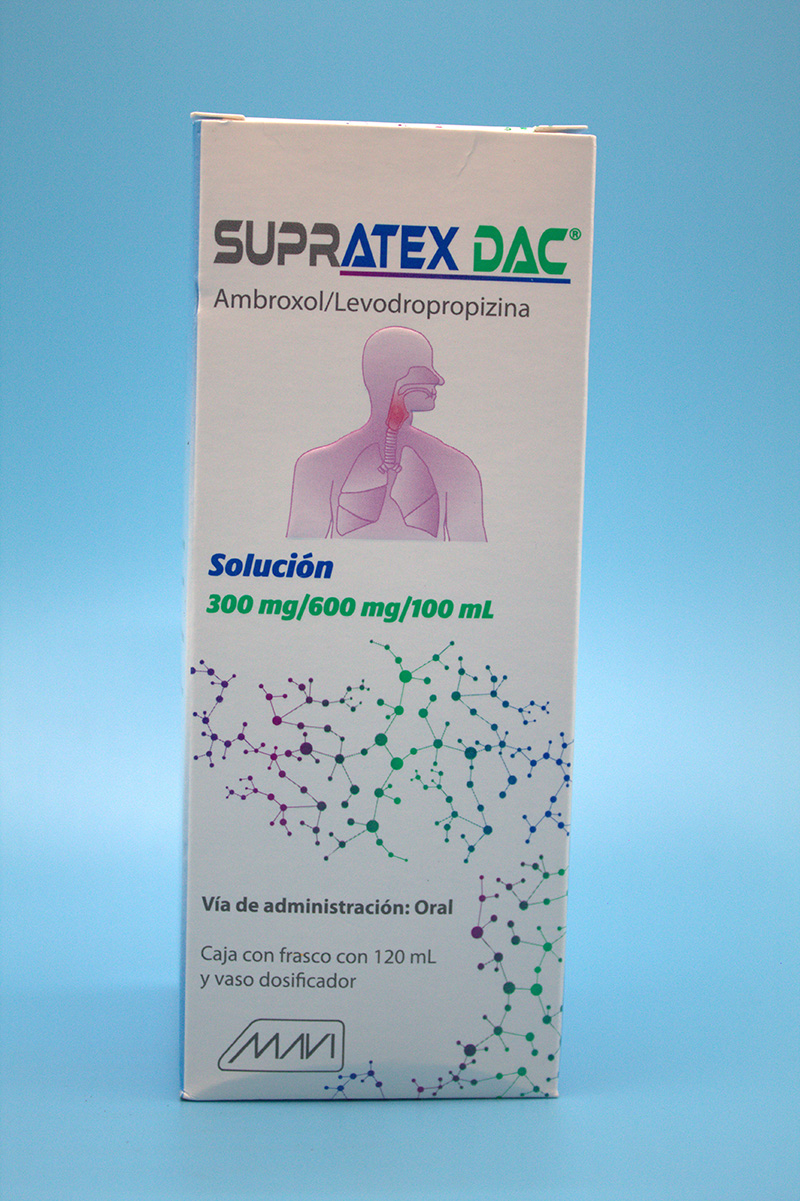 SUPRATEX DAC®
Ambroxol/Levodropropizina
Solución
300 mg/600 mg/100 mL
Vía de administración: Oral
Caja con frasco con 120 mL
y vaso dosificador
MAVI